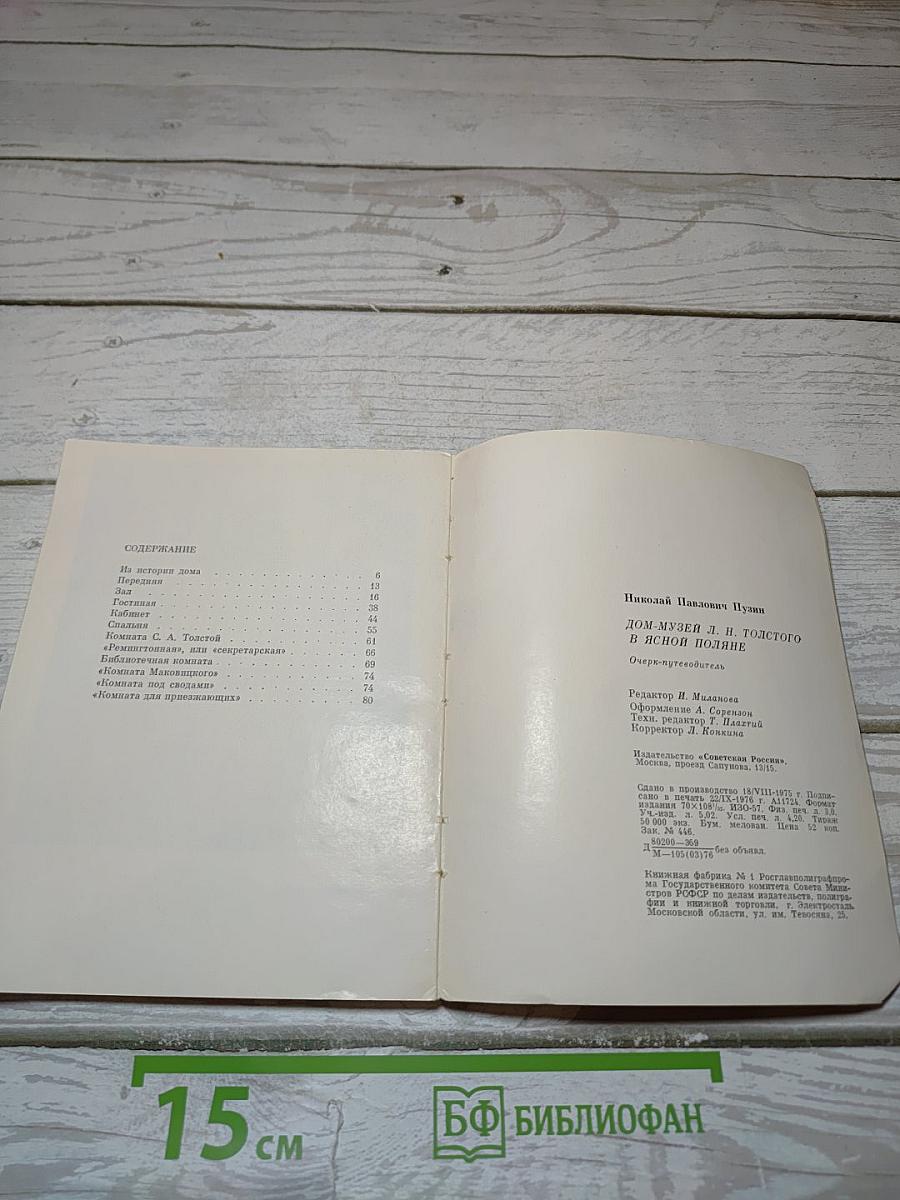 СОДЕРЖАНИЕ
Из истории дома . . . . . . . . . . . . . . 6
Передняя . . . . . . . . . . . . . . . . 13
Зал . . . . . . . . . . . . . . . . . . 16
Гостиная . . . . . . . . . . . . . . . . 38
Кабинет . . . . . . . . . . . . . . . . 44
Спальня . . . . . . . . . . . . . . . . 55
Комната С. А. Толстой . . . . . . . . . . . 61
«Ремингтонная», или «секретарская» . . . . . . 66
Библиотечная комната . . . . . . . . . . . 69
«Комната Маковицкого» . . . . . . . . . . . 74
«Комната под сводами» . . . . . . . . . . . 74
«Комната для приезжающих» . . . . . . . . . 80
Николай Павлович Пузин
ДОМ-МУЗЕЙ Л. Н. ТОЛСТОГО
В ЯСНОЙ ПОЛЯНЕ
Очерк-путеводитель
Редактор И. Миланова
Оформление А. Сорензон
Техн. редактор Т. Плахтий
Корректор Л. Конкина
Издательство «Советская Россия».
Москва, проезд Сапунова, 13/15.
Сдано в производство 18/VIII-1975 г. Подпи-
сано в печать 22/IX-1976 г. А11724. Формат
издания 70×108¹/₃₂. ИЗО-57. Физ. печ. л. 3,0.
Уч.-изд. л. 5,02. Усл. печ. л. 4,20. Тираж
50 000 экз. Бум. мелован. Цена 52 коп.
Зак. № 446.
Д 80200—369
М—105(03)76 без объявл.
Книжная фабрика № 1 Росглавполиграфпро-
ма Государственного комитета Совета Мини-
стров РСФСР по делам издательств, полигра-
фии и книжной торговли, г. Электросталь
Московской области, ул. им. Тевосяна, 25.
15 см
БФ БИБЛИОФАН